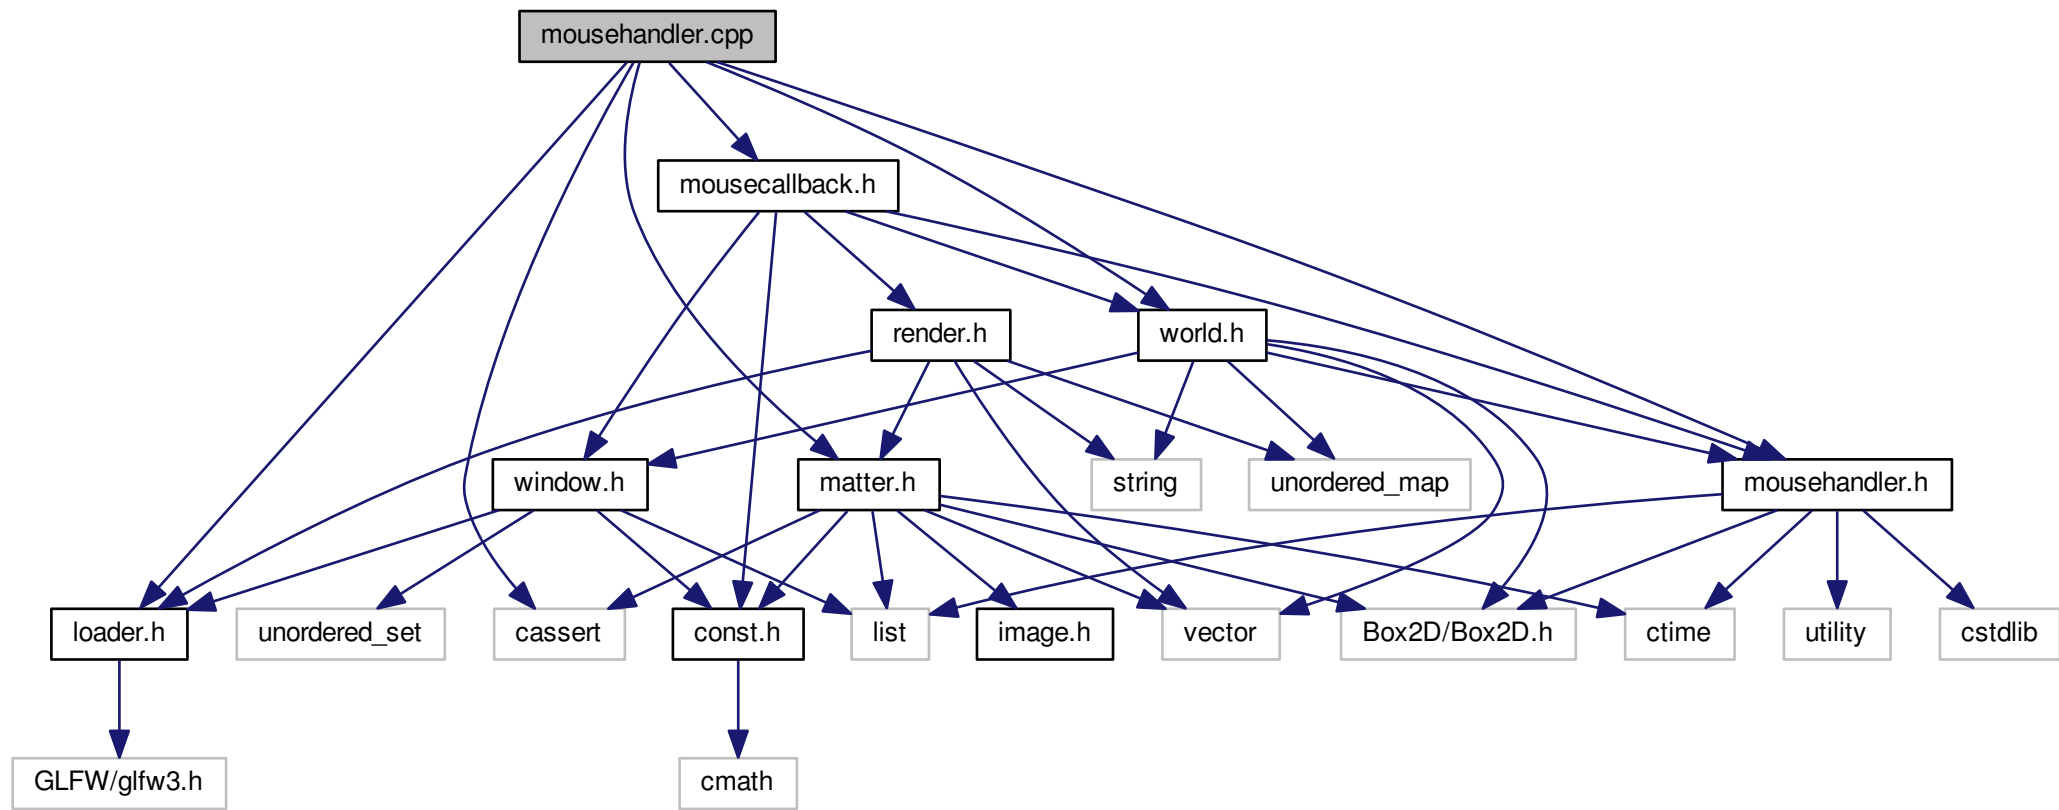 mousehandler.cpp
mousecallback.h
render.h
world.h
window.h
matter.h
string
unordered_map
mousehandler.h
loader.h
unordered_set
cassert
const.h
list
image.h
vector
Box2D/Box2D.h
ctime
utility
cstdlib
GLFW/glfw3.h
cmath